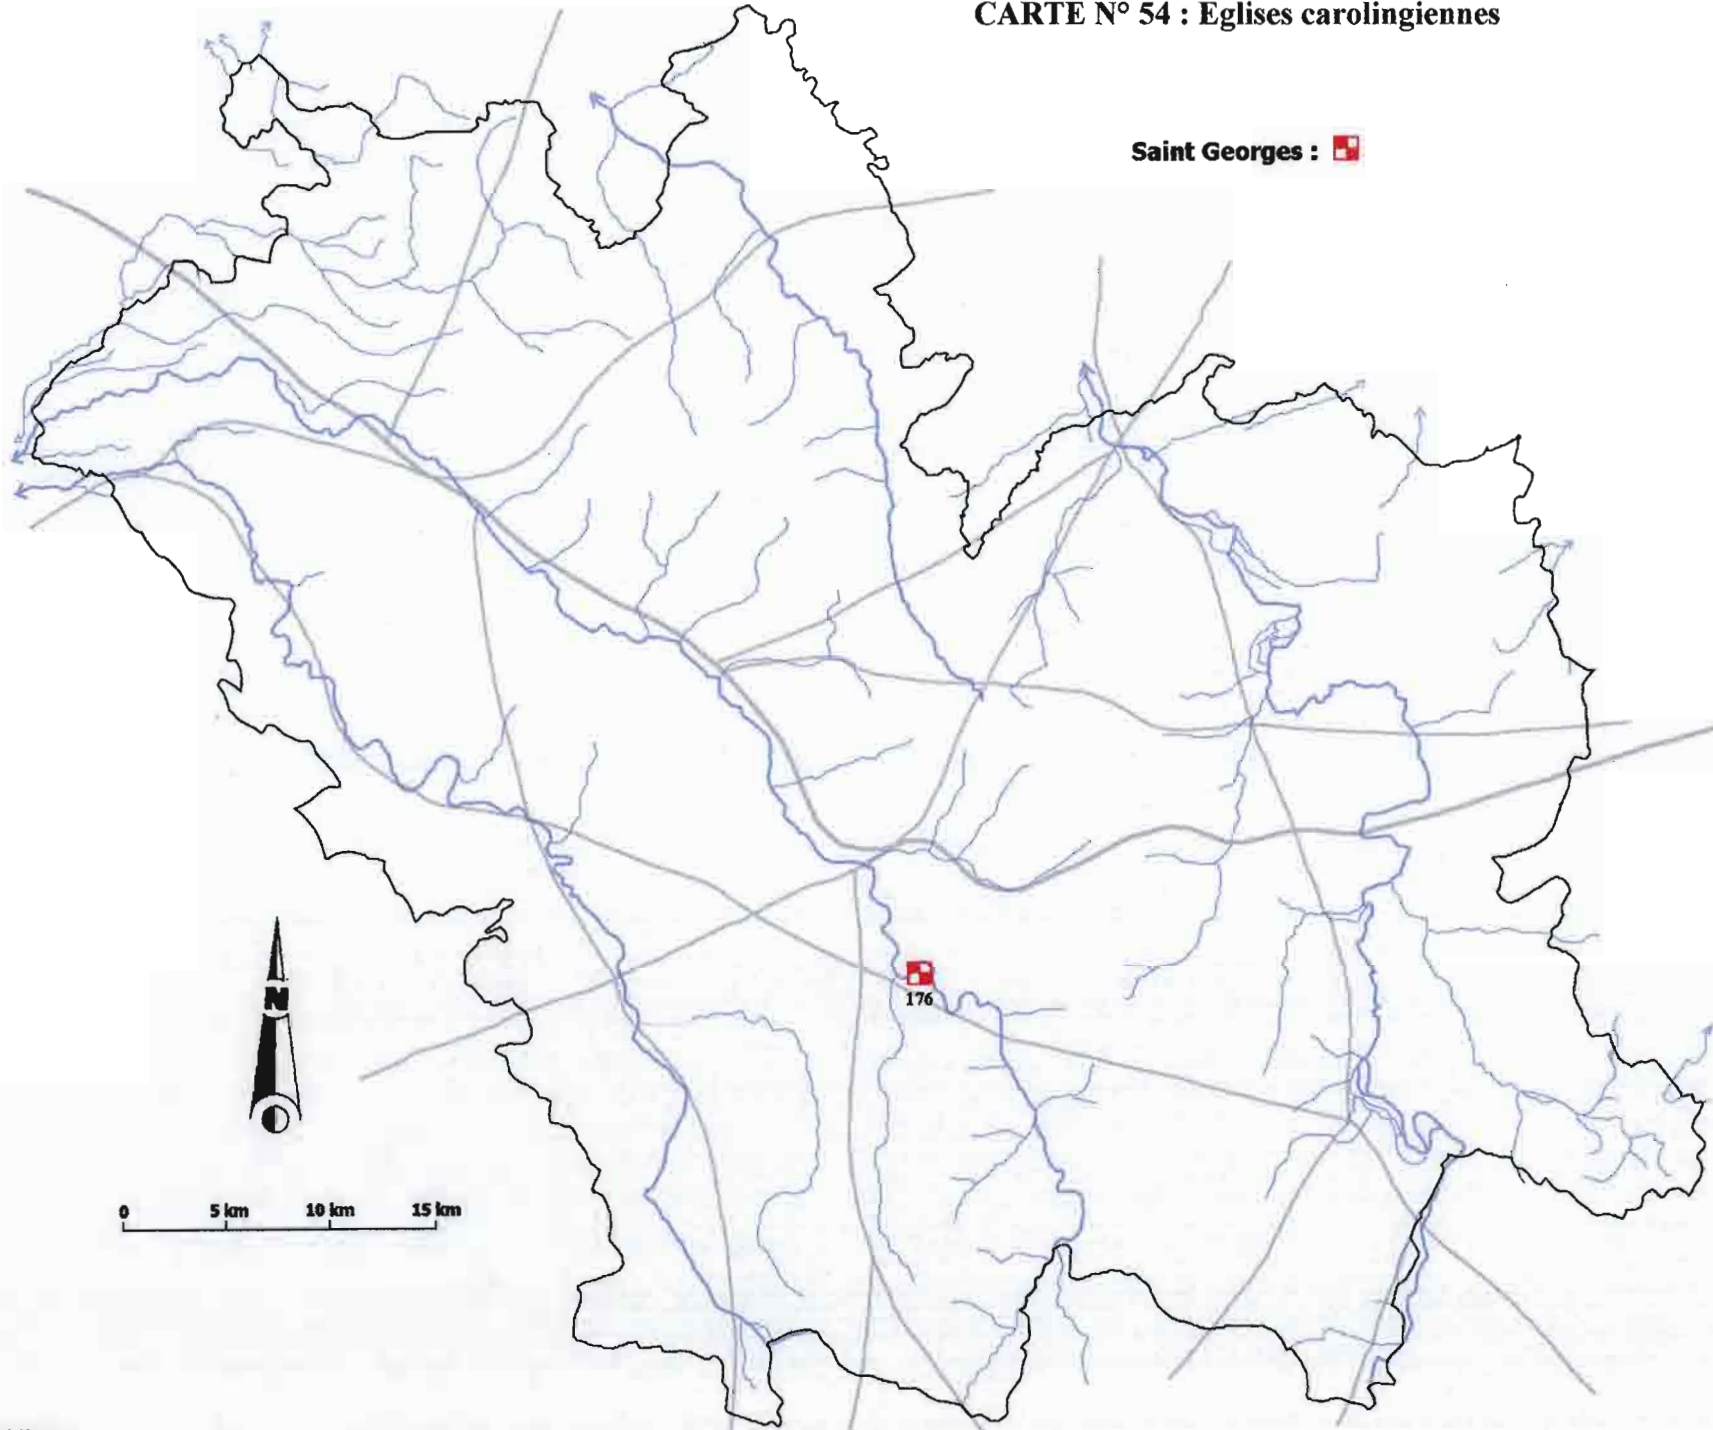 CARTE N° 54 : Eglises carolingiennes
Saint Georges :
176
N
0 5 km 10 km 15 km